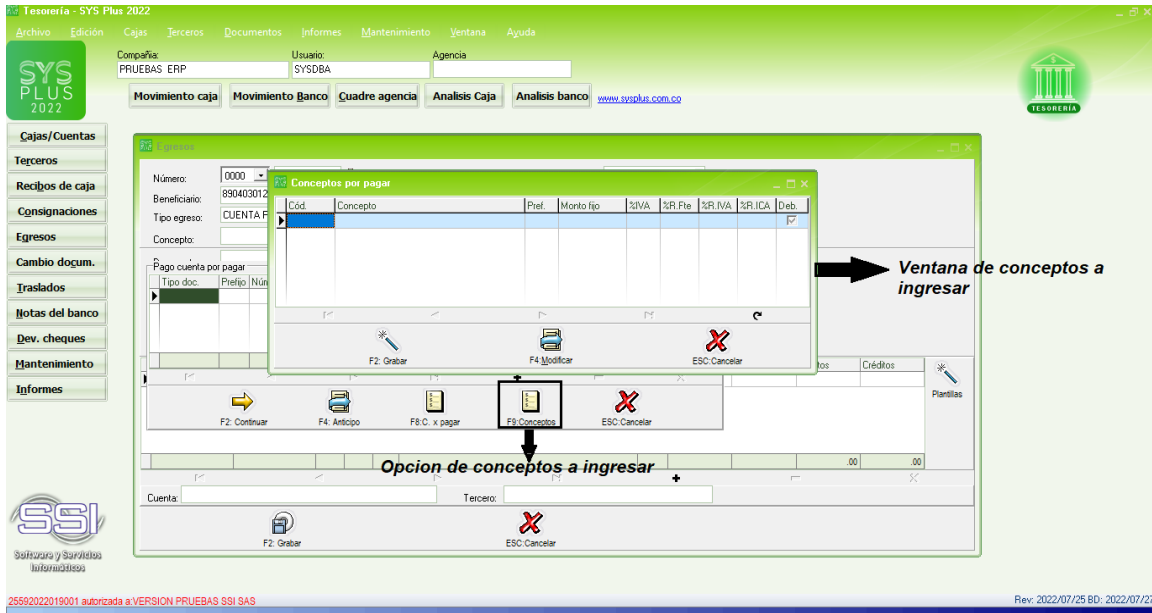 Tesorería - SYS Plus 2022
Archivo Edición Cajas Terceros Documentos Informes Mantenimiento Ventana Ayuda
SYS PLUS 2022
Compañia: Usuario: Agencia
PRUEBAS ERP SYSDBA
Movimiento caja Movimiento Banco Cuadre agencia Analisis Caja Analisis banco www.sysplus.com.co
TESORERÍA
Cajas/Cuentas
Terceros
Recibos de caja
Consignaciones
Egresos
Cambio docum.
Traslados
Notas del banco
Dev. cheques
Mantenimiento
Informes
Egresos
Número: 0000
Beneficiario: 890403012
Tipo egreso: CUENTA F
Concepto:
Pago cuenta por pagar
Tipo doc. Prefijo Núm
Conceptos por pagar
Cód. Concepto Pref. Monto fijo %IVA %R.Fte %R.IVA %R.ICA Deb.
F2: Grabar F4:Modificar ESC:Cancelar
Ventana de conceptos a
ingresar
tos Créditos
Plantillas
F2: Continuar F4: Anticipo F8:C. x pagar F9:Conceptos ESC:Cancelar
Opcion de conceptos a ingresar
.00 .00
Cuenta: Tercero:
F2: Grabar ESC:Cancelar
SSI
Software y Servicios
Informáticos
25592022019001 autorizada a:VERSION PRUEBAS SSI SAS
Rev: 2022/07/25 BD: 2022/07/27